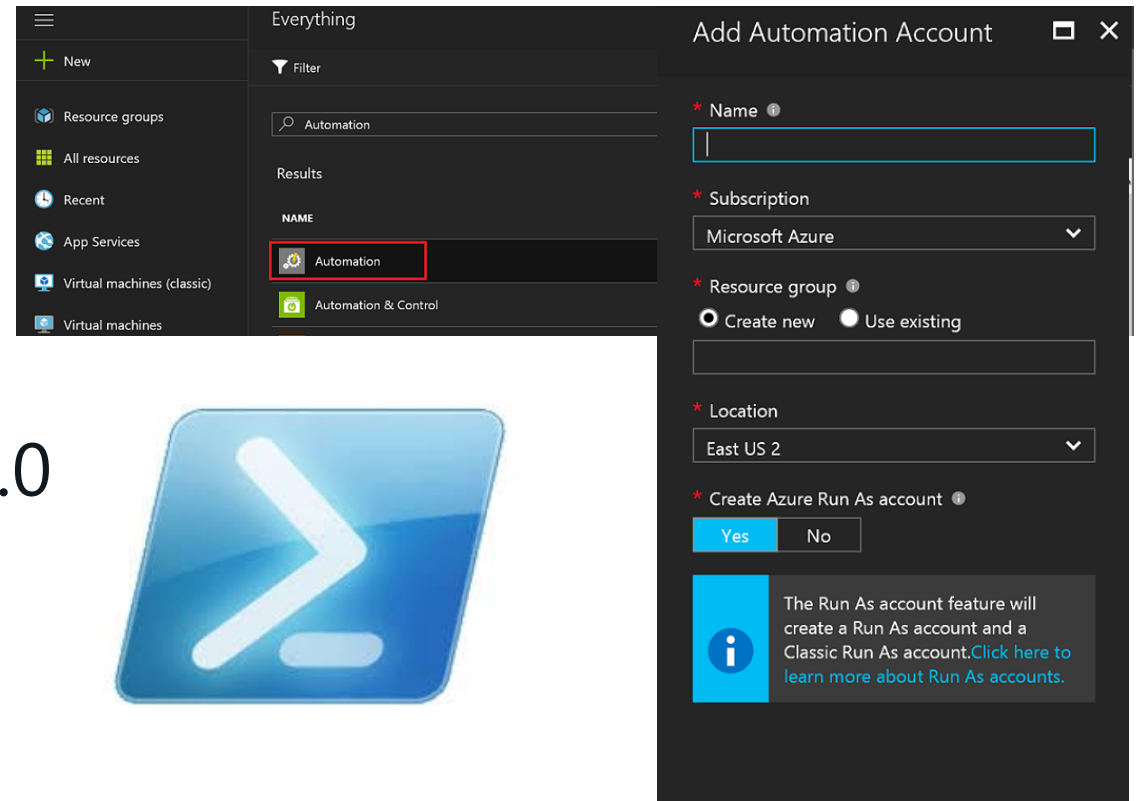 Everything
New
Filter
Resource groups
Automation
All resources
Results
Recent
NAME
App Services
Automation
Virtual machines (classic)
Automation & Control
Virtual machines
.0
Add Automation Account
* Name
* Subscription
Microsoft Azure
* Resource group
Create new Use existing
* Location
East US 2
* Create Azure Run As account
Yes No
The Run As account feature will
create a Run As account and a
Classic Run As account.Click here to
learn more about Run As accounts.